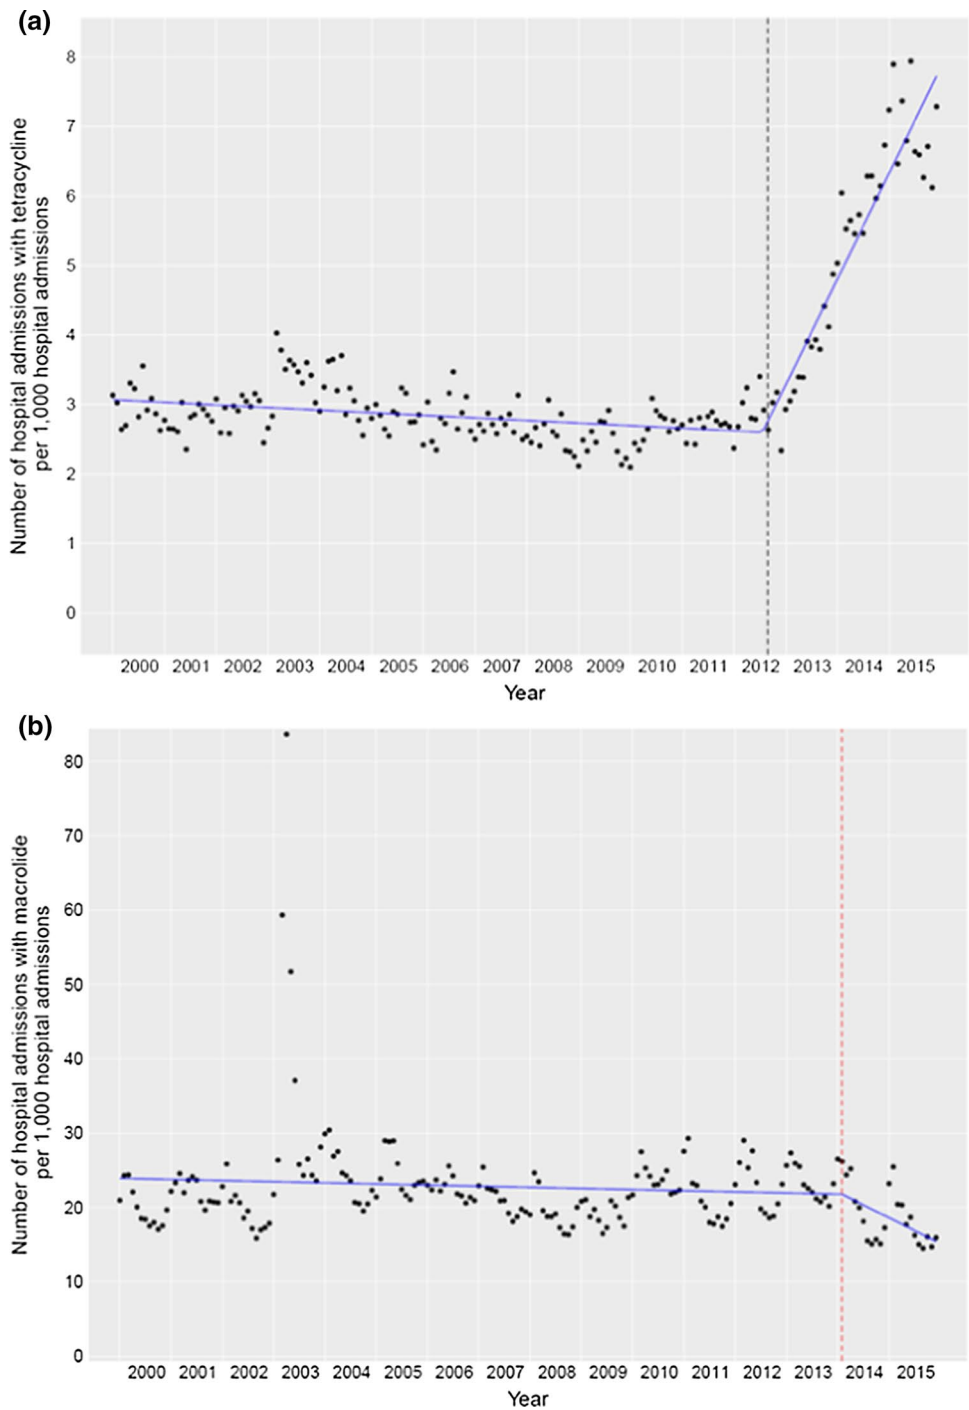 (a)
Number of hospital admissions with tetracycline
per 1,000 hospital admissions
8
7
6
5
4
3
2
1
0
2000 2001 2002 2003 2004 2005 2006 2007 2008 2009 2010 2011 2012 2013 2014 2015
Year
(b)
Number of hospital admissions with macrolide
per 1,000 hospital admissions
80
70
60
50
40
30
20
10
0
2000 2001 2002 2003 2004 2005 2006 2007 2008 2009 2010 2011 2012 2013 2014 2015
Year